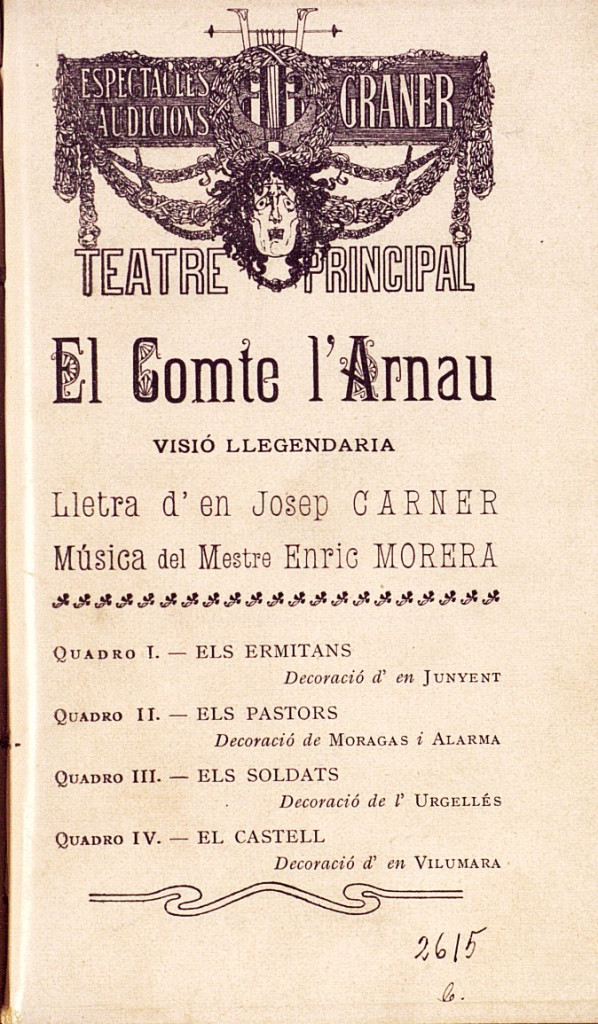 ESPECTACLES
AUDICIONS
GRANER
TEATRE PRINCIPAL
El Comte l'Arnau
VISIÓ LLEGENDARIA
Lletra d' en Josep CARNER
Música del Mestre Enric MORERA
QUADRO I. — ELS ERMITANS
Decoració d' en JUNYENT
QUADRO II. — ELS PASTORS
Decoració de MORAGAS i ALARMA
QUADRO III. — ELS SOLDATS
Decoració de l' URGELLÉS
QUADRO IV. — EL CASTELL
Decoració d' en VILUMARA
2615